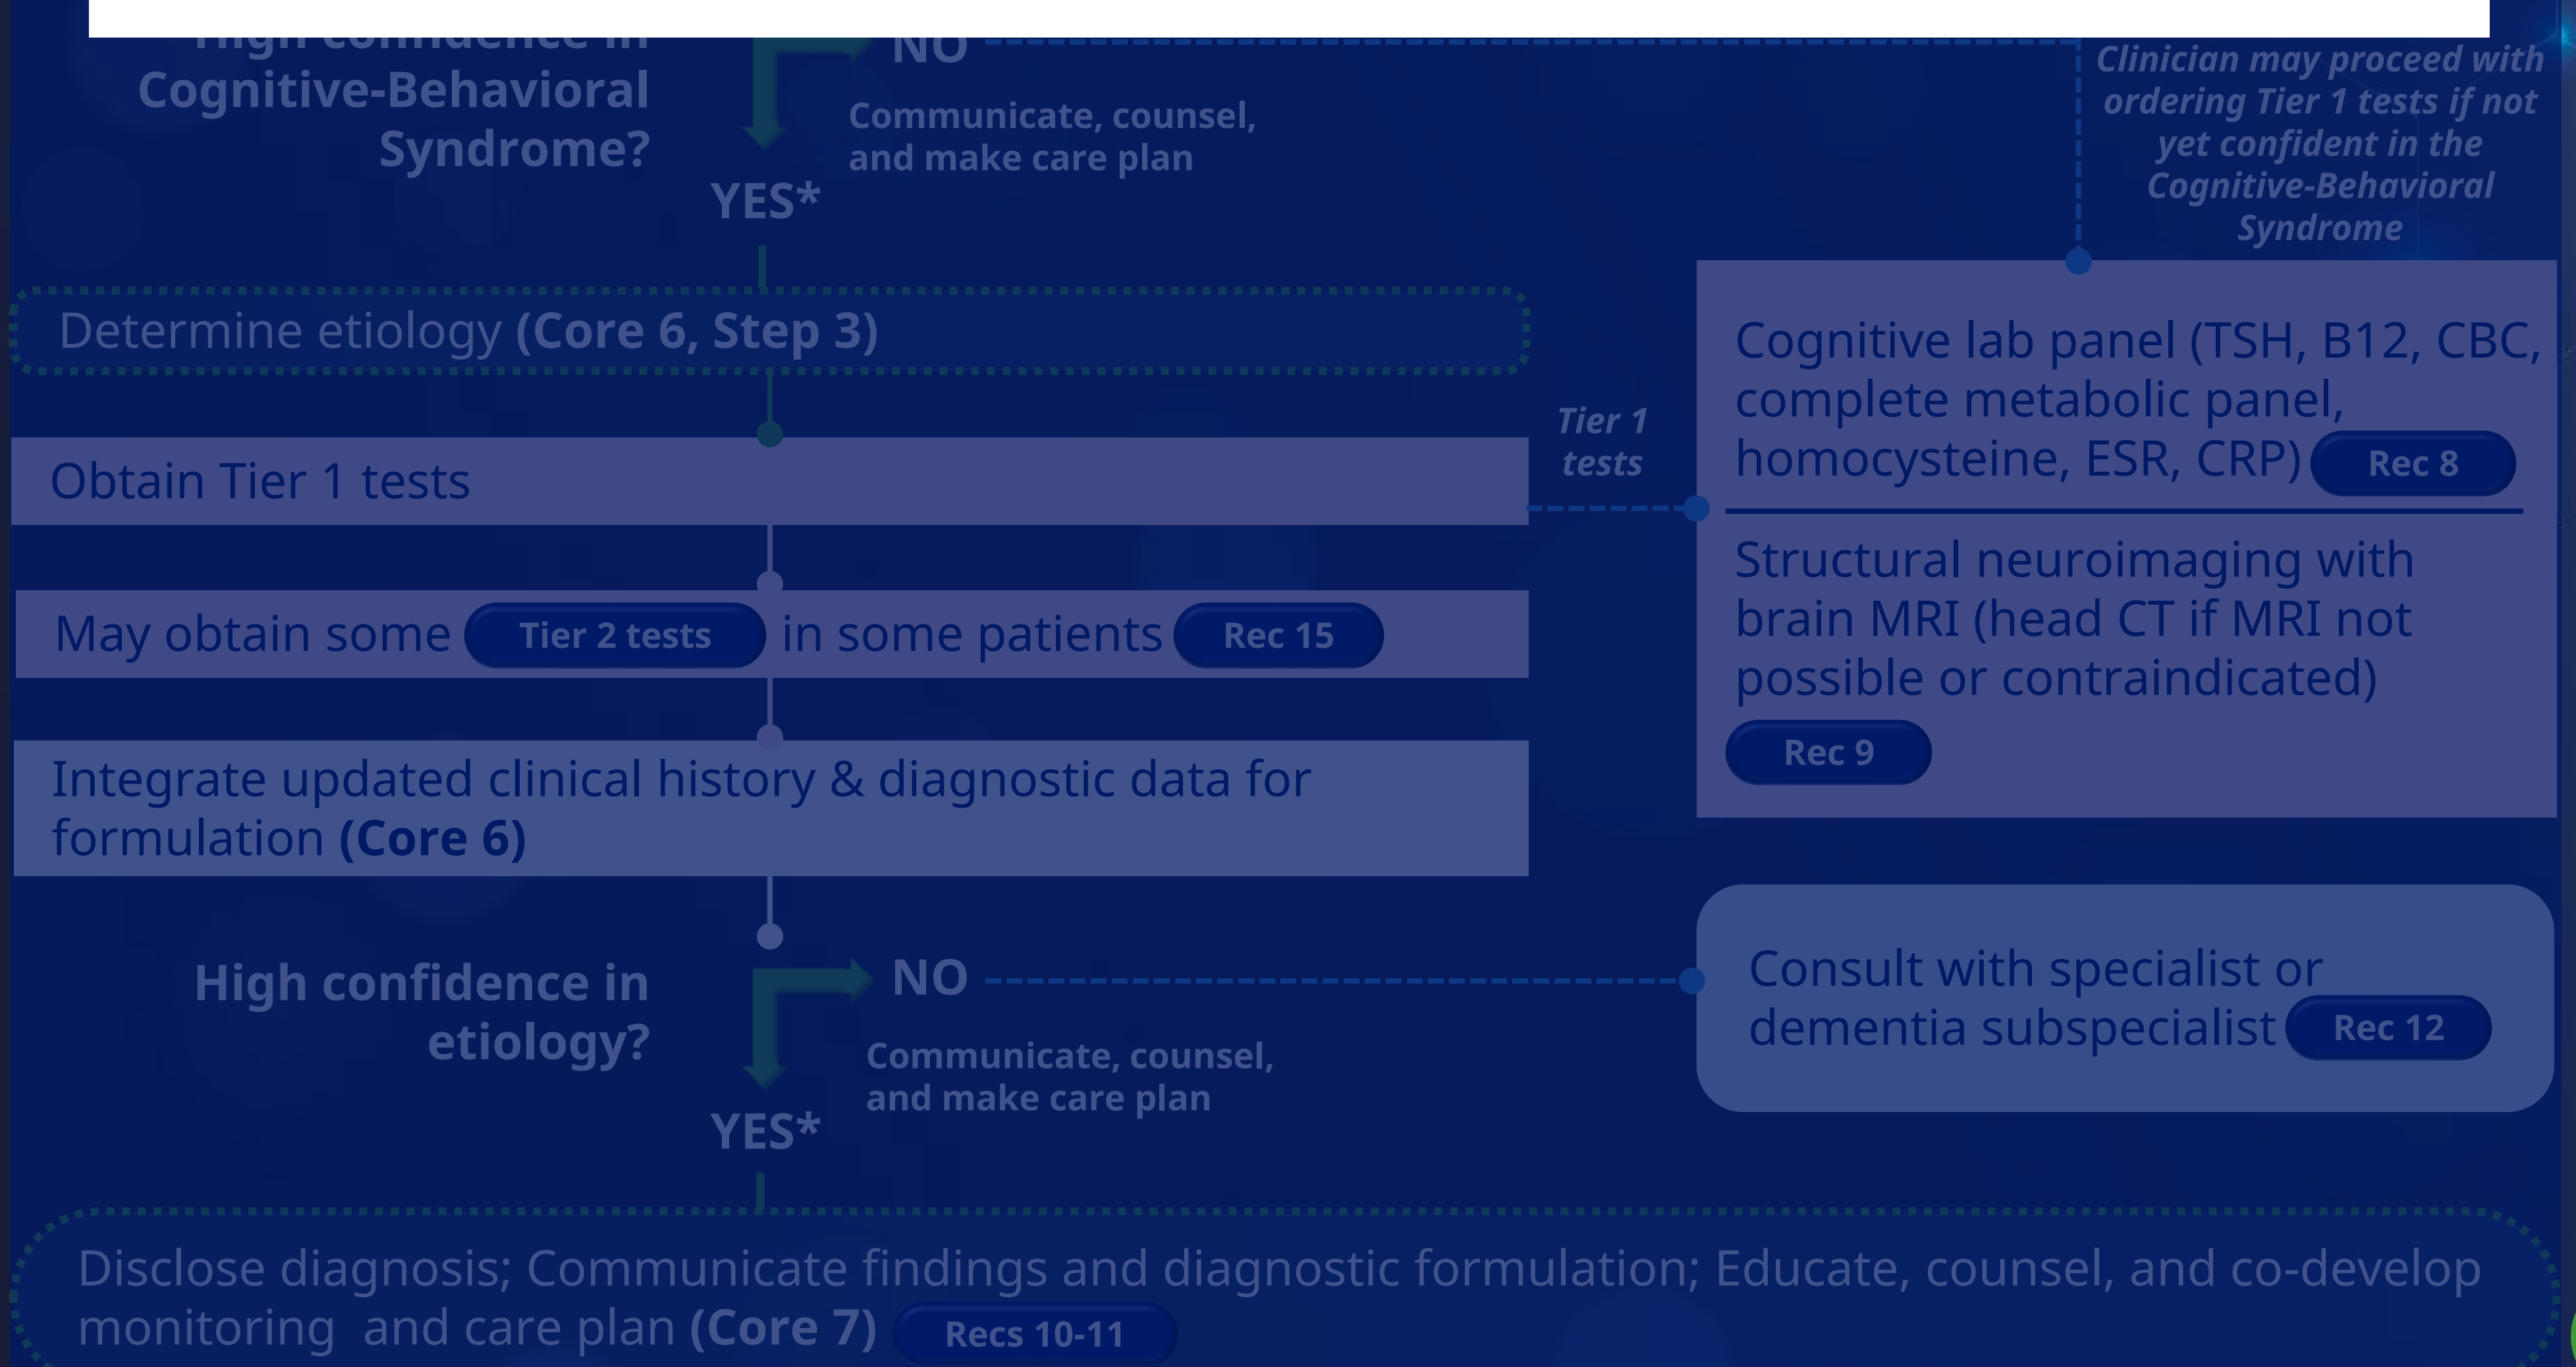 High confidence in
Cognitive-Behavioral
Syndrome?
NO
Communicate, counsel,
and make care plan
YES*
Clinician may proceed with
ordering Tier 1 tests if not
yet confident in the
Cognitive-Behavioral
Syndrome
Determine etiology (Core 6, Step 3)
Obtain Tier 1 tests
Tier 1
tests
Cognitive lab panel (TSH, B12, CBC,
complete metabolic panel,
homocysteine, ESR, CRP) Rec 8
Structural neuroimaging with
brain MRI (head CT if MRI not
possible or contraindicated)
Rec 9
May obtain some Tier 2 tests in some patients Rec 15
Integrate updated clinical history & diagnostic data for
formulation (Core 6)
High confidence in
etiology?
NO
Communicate, counsel,
and make care plan
YES*
Consult with specialist or
dementia subspecialist Rec 12
Disclose diagnosis; Communicate findings and diagnostic formulation; Educate, counsel, and co-develop
monitoring and care plan (Core 7) Recs 10-11